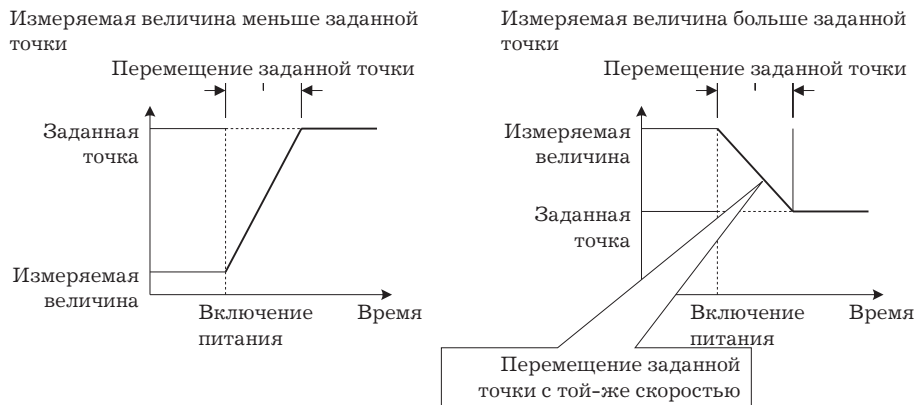 Измеряемая величина меньше заданной
точки
Перемещение заданной точки
Заданная
точка
Измеряемая
величина
Включение
питания
Время
Измеряемая величина больше заданной
точки
Перемещение заданной точки
Измеряемая
величина
Заданная
точка
Включение
питания
Время
Перемещение заданной
точки с той-же скоростью